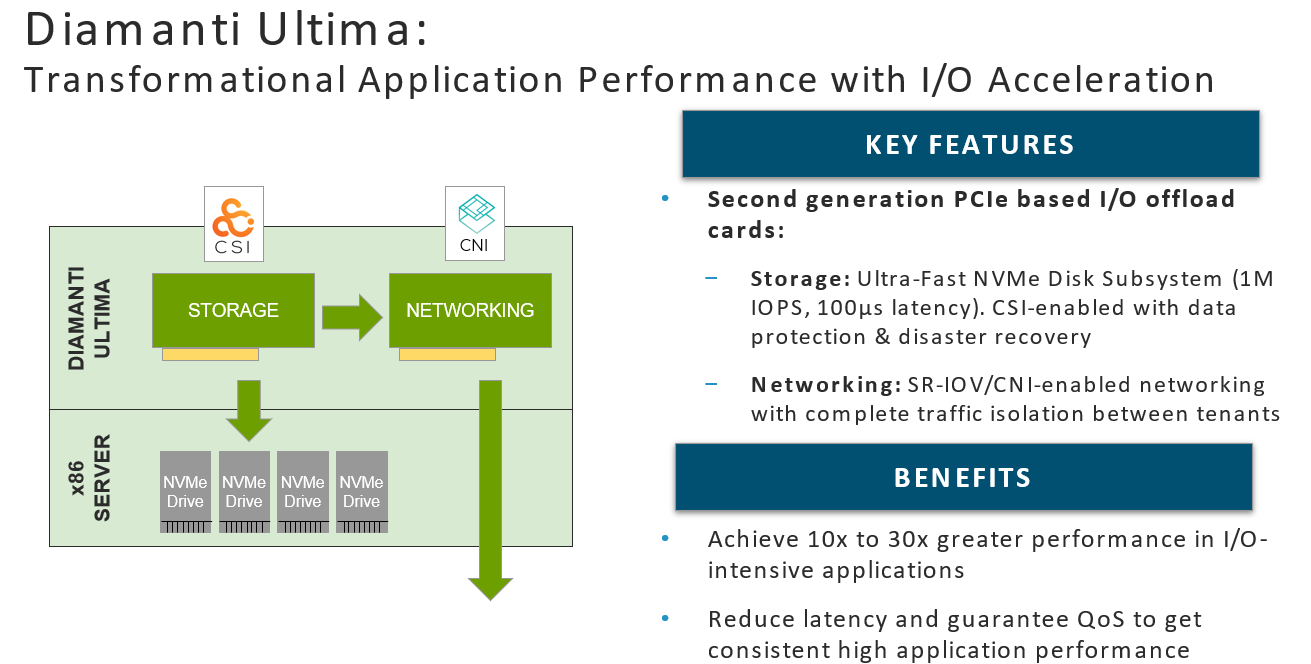 Diamanti Ultima:
Transformational Application Performance with I/O Acceleration
CSI
CNI
DIAMANTI
ULTIMA
STORAGE
NETWORKING
x86
SERVER
NVMe
Drive
NVMe
Drive
NVMe
Drive
NVMe
Drive
KEY FEATURES
• Second generation PCIe based I/O offload
cards:
– Storage: Ultra-Fast NVMe Disk Subsystem (1M
IOPS, 100µs latency). CSI-enabled with data
protection & disaster recovery
– Networking: SR-IOV/CNI-enabled networking
with complete traffic isolation between tenants
BENEFITS
• Achieve 10x to 30x greater performance in I/O-
intensive applications
• Reduce latency and guarantee QoS to get
consistent high application performance